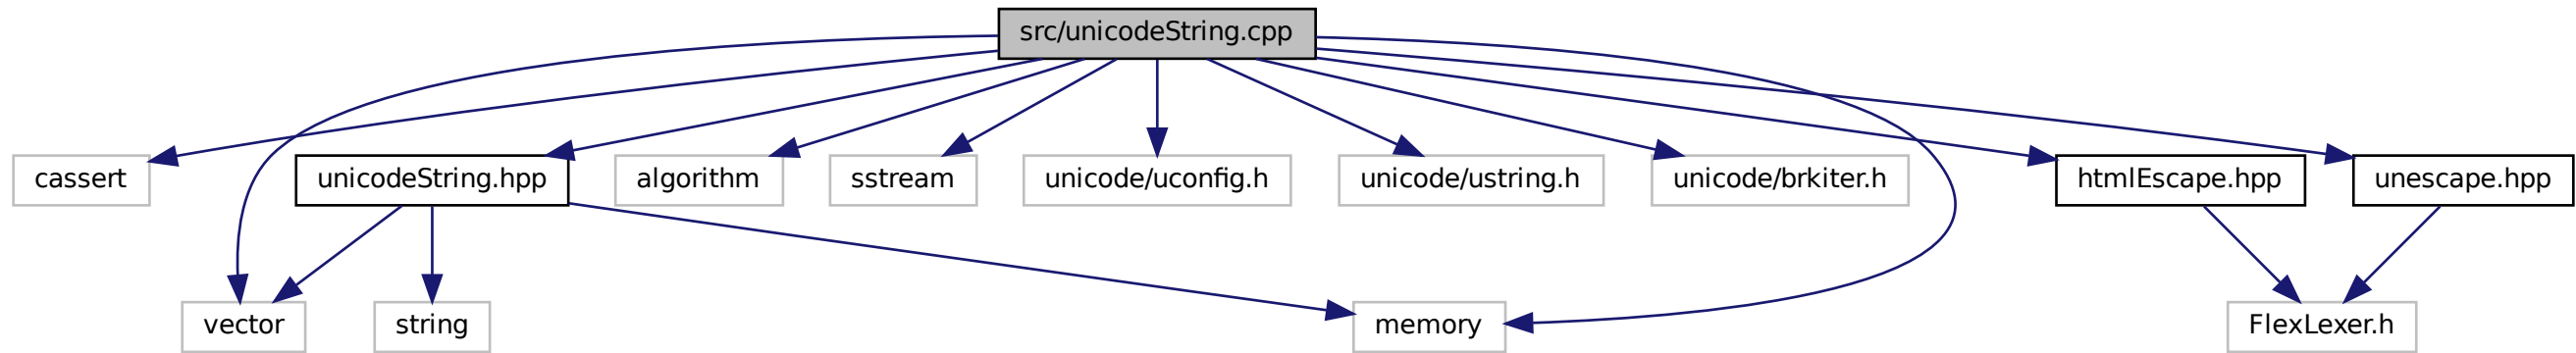 src/unicodeString.cpp
cassert
unicodeString.hpp
algorithm
sstream
unicode/uconfig.h
unicode/ustring.h
unicode/brkiter.h
htmlEscape.hpp
unescape.hpp
vector
string
memory
FlexLexer.h